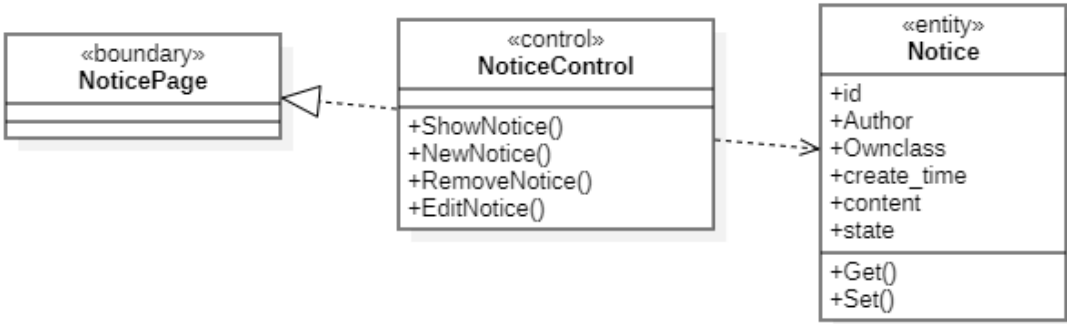 «boundary»
NoticePage
«control»
NoticeControl
+ShowNotice()
+NewNotice()
+RemoveNotice()
+EditNotice()
«entity»
Notice
+id
+Author
+Ownclass
+create_time
+content
+state
+Get()
+Set()